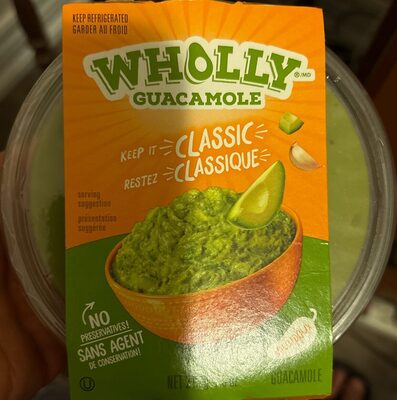 KEEP REFRIGERATED
GARDER AU FROID
WHOLLY®/MD
GUACAMOLE
KEEP IT CLASSIC
RESTEZ CLASSIQUE
serving
suggestion
présentation
suggérée
NO
PRESERVATIVES!
SANS AGENT
DE CONSERVATION!
U
NET
GUACAMOLE